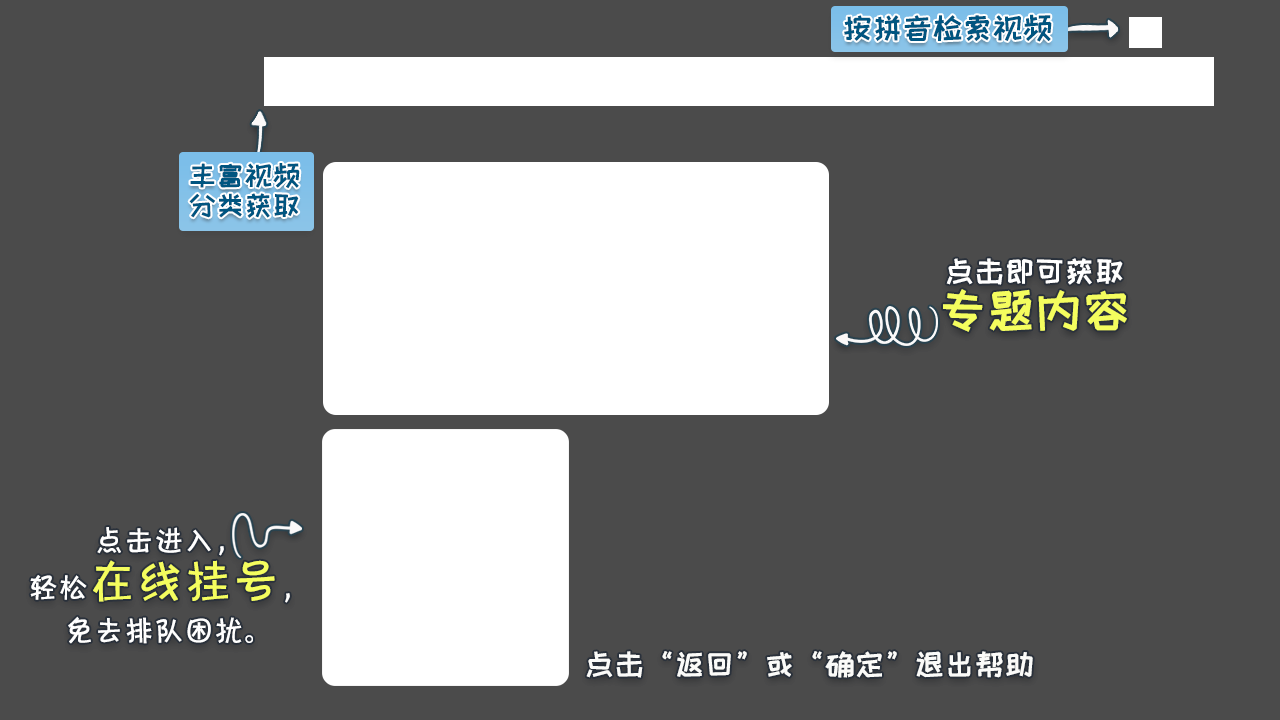 按拼音检索视频
丰富视频
分类获取
点击即可获取
专题内容
点击进入，
轻松在线挂号，
免去排队困扰。
点击“返回”或“确定”退出帮助